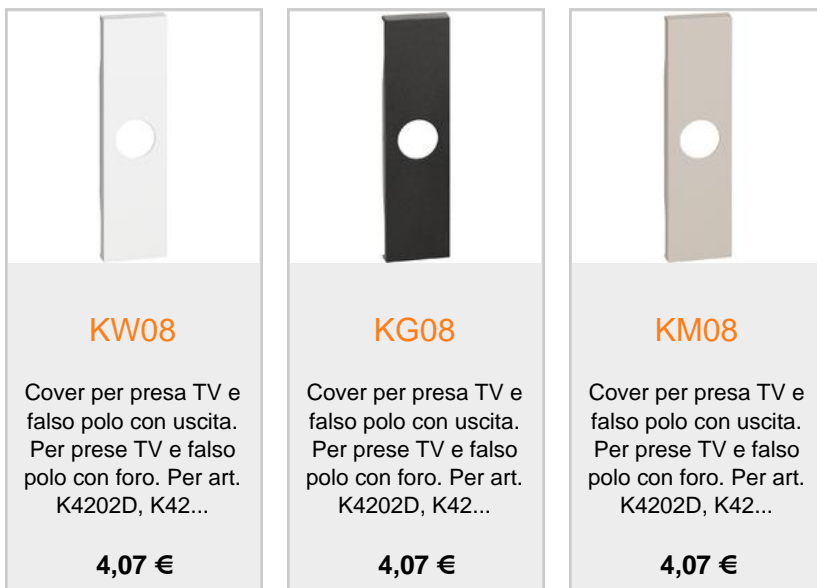 KW08
Cover per presa TV e
falso polo con uscita.
Per prese TV e falso
polo con foro. Per art.
K4202D, K42...
4,07 €
KG08
Cover per presa TV e
falso polo con uscita.
Per prese TV e falso
polo con foro. Per art.
K4202D, K42...
4,07 €
KM08
Cover per presa TV e
falso polo con uscita.
Per prese TV e falso
polo con foro. Per art.
K4202D, K42...
4,07 €